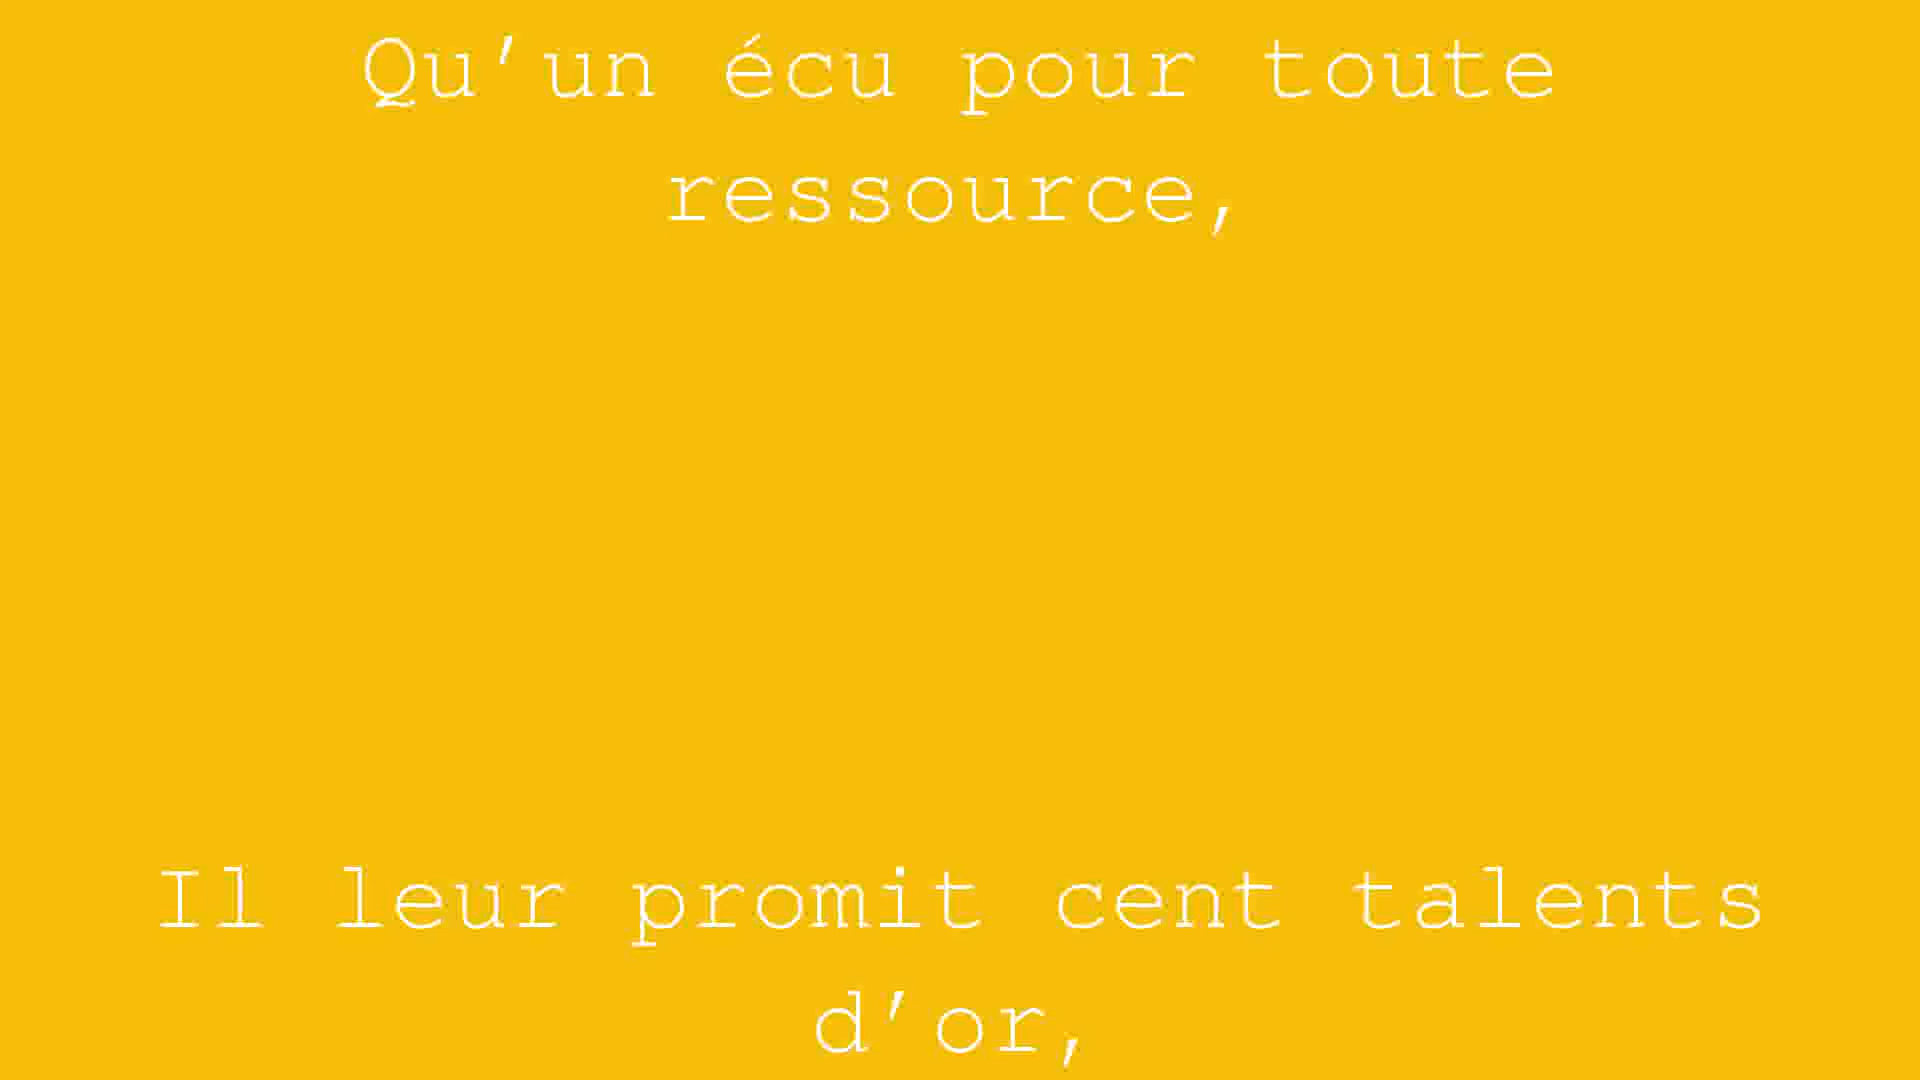 Qu’un écu pour toute
ressource,
Il leur promit cent talents
d’or,